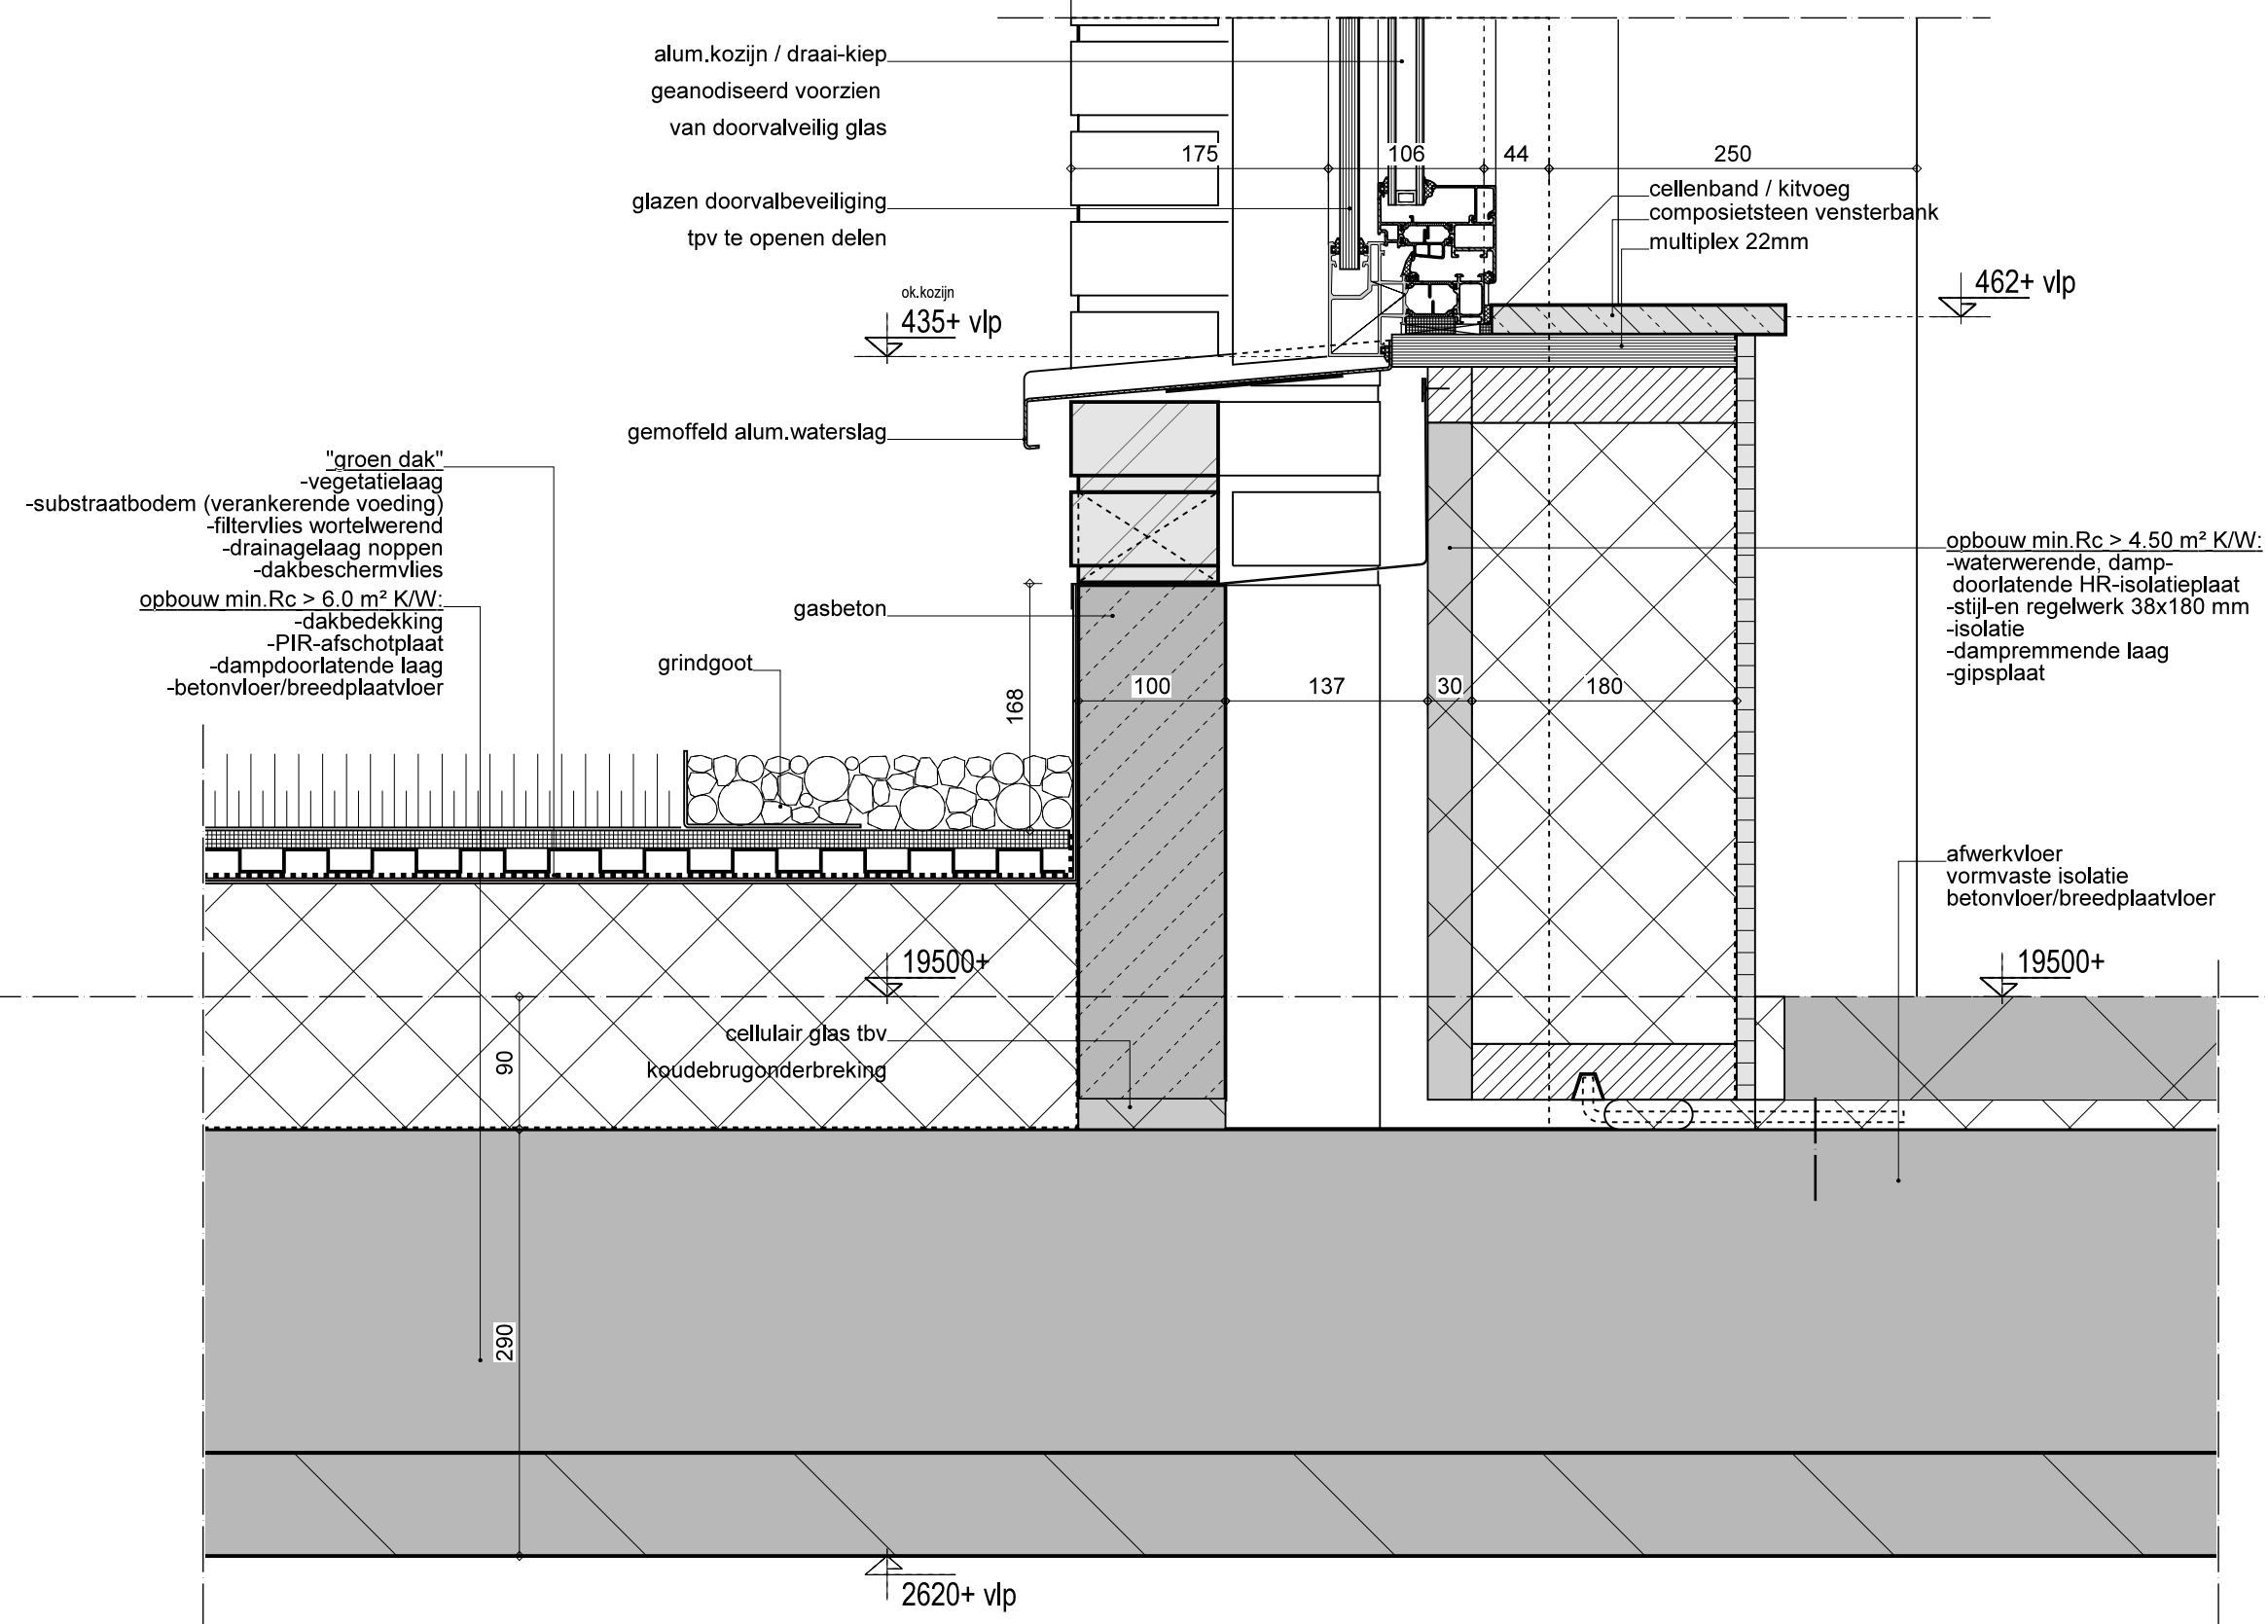 alum.kozijn / draai-kiep
geanodiseerd voorzien
van doorvalveilig glas
175
106
44
250
glazen doorvalbeveiliging
tpv te openen delen
cellenband / kitvoeg
composietsteen vensterbank
multiplex 22mm
ok.kozijn
435+ vlp
462+ vlp
gemoffeld alum.waterslag
"groen dak"
-vegetatielaag
-substraatbodem (verankerende voeding)
-filtervlies wortelwerend
-drainagelaag noppen
-dakbeschermvlies
opbouw min.Rc > 6.0 m² K/W:
-dakbedekking
-PIR-afschotplaat
-dampdoorlatende laag
-betonvloer/breedplaatvloer
gasbeton
grindgoot
168
100
137
30
180
opbouw min.Rc > 4.50 m² K/W:
-waterwerende, damp-
doorlatende HR-isolatieplaat
-stijl-en regelwerk 38x180 mm
-isolatie
-dampremmende laag
-gipsplaat
afwerkvloer
vormvaste isolatie
betonvloer/breedplaatvloer
19500+
19500+
cellulair glas tbv
koudebrugonderbreking
90
290
2620+ vlp